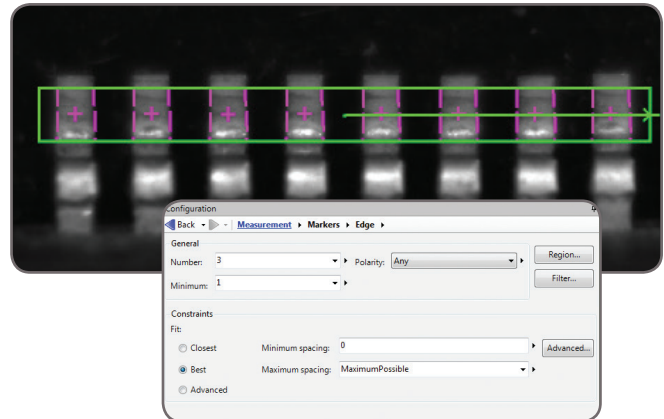 Configuration
Back Measurement Markers Edge
General
Number: 3 Polarity: Any Region...
Minimum: 1 Filter...
Constraints
Fit:
Closest Minimum spacing: 0 Advanced...
Best Maximum spacing: MaximumPossible
Advanced